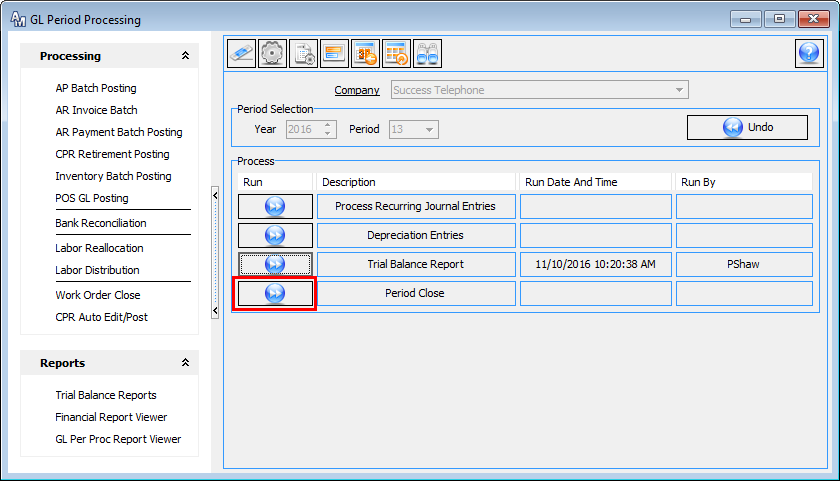 AM GL Period Processing
Processing
AP Batch Posting
AR Invoice Batch
AR Payment Batch Posting
CPR Retirement Posting
Inventory Batch Posting
POS GL Posting
Bank Reconciliation
Labor Reallocation
Labor Distribution
Work Order Close
CPR Auto Edit/Post
Reports
Trial Balance Reports
Financial Report Viewer
GL Per Proc Report Viewer
?
Company Success Telephone
Period Selection
Year 2016 Period 13 Undo
Process
Run Description Run Date And Time Run By
Process Recurring Journal Entries
Depreciation Entries
Trial Balance Report 11/10/2016 10:20:38 AM PShaw
Period Close